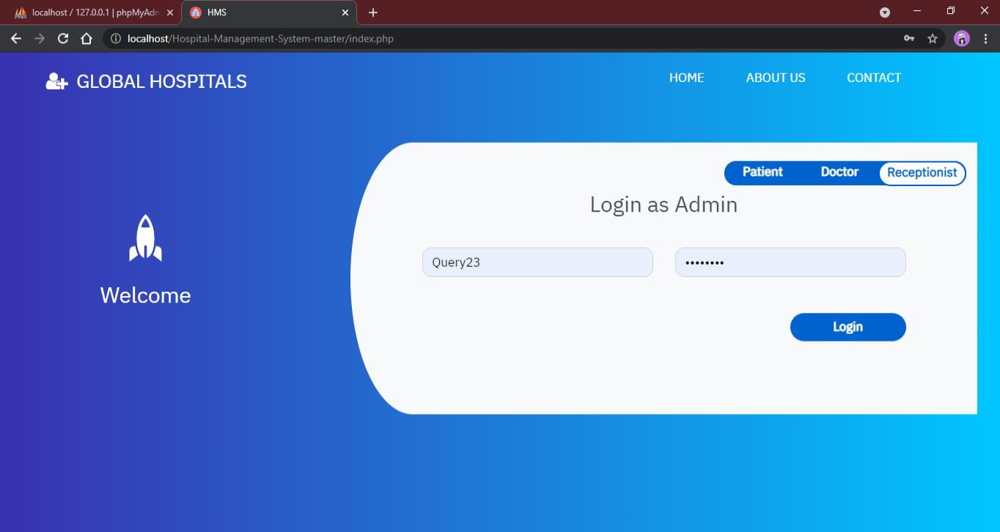 localhost / 127.0.0.1 | phpMyAdm
HMS
localhost/Hospital-Management-System-master/index.php
GLOBAL HOSPITALS
HOME
ABOUT US
CONTACT
Patient
Doctor
Receptionist
Login as Admin
Query23
••••••••
Login
Welcome